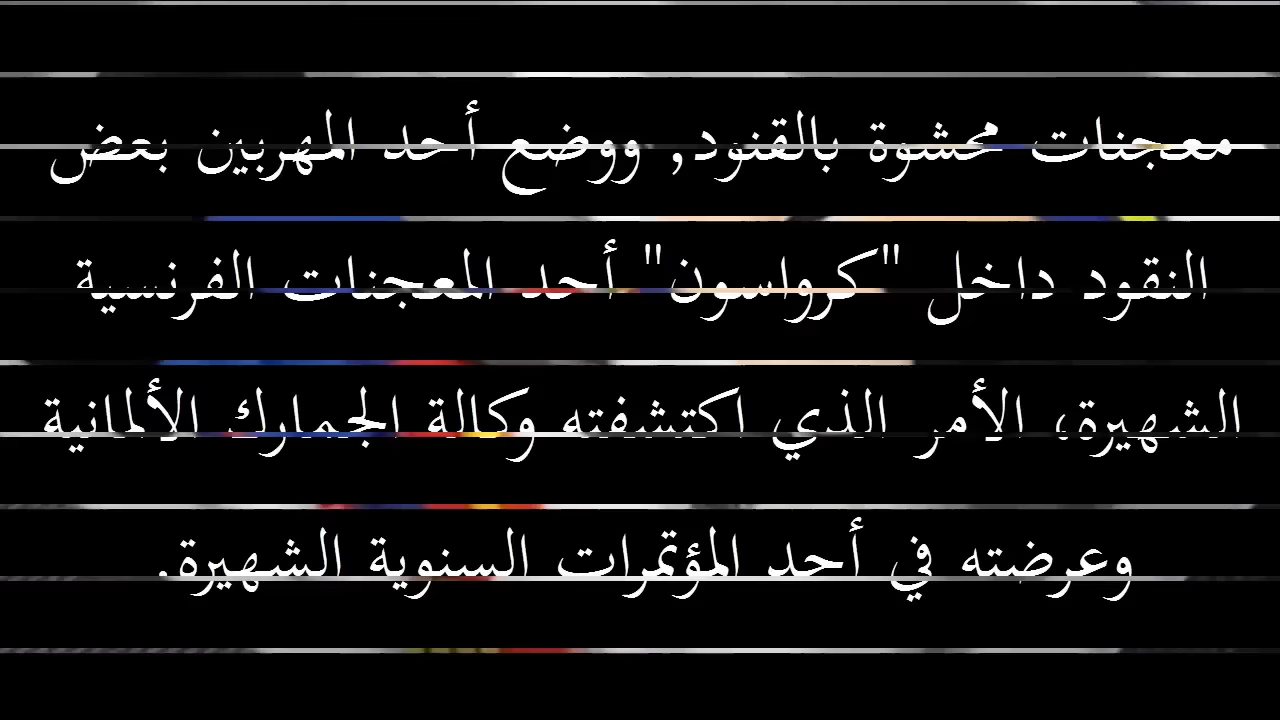 معجنات محشوة بالقنود, ووضع أحد المهربين بعض
النقود داخل "كرواسون" أحد المعجنات الفرنسية
الشهيرة، الأمر الذي اكتشفته وكالة الجمارك الألمانية
وعرضته في أحد المؤتمرات السنوية الشهيرة.